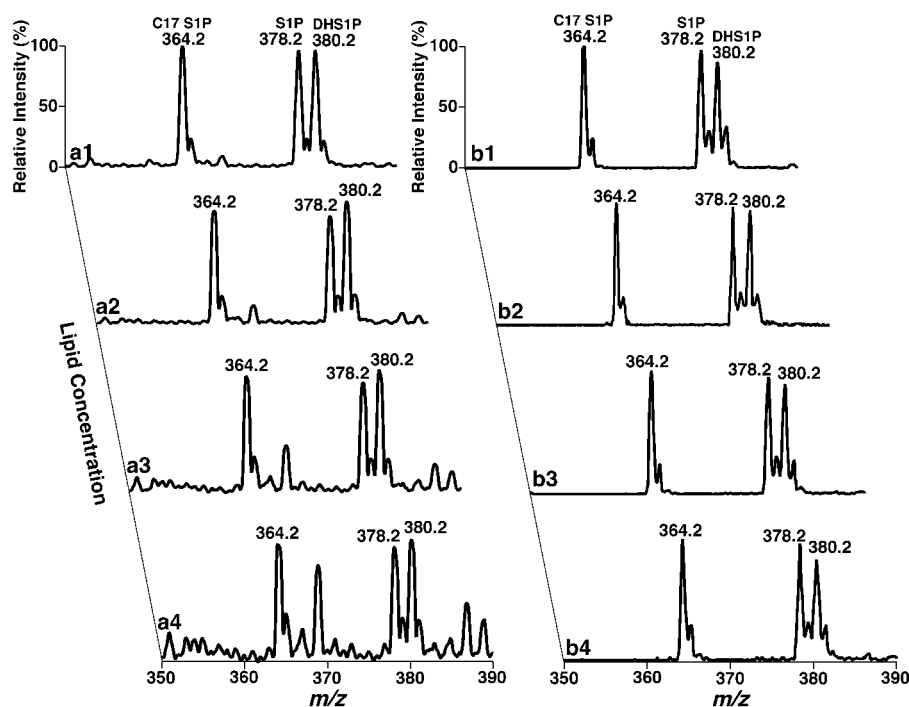 C17 S1P
364.2
S1P
378.2
DHS1P
380.2
Relative Intensity (%)
100
50
0
a1
364.2
378.2
380.2
a2
364.2
378.2
380.2
a3
364.2
378.2
380.2
a4
Lipid Concentration
350
360
370
380
390
m/z
C17 S1P
364.2
S1P
378.2
DHS1P
380.2
Relative Intensity (%)
100
50
0
b1
364.2
378.2
380.2
b2
364.2
378.2
380.2
b3
364.2
378.2
380.2
b4
350
360
370
380
390
m/z